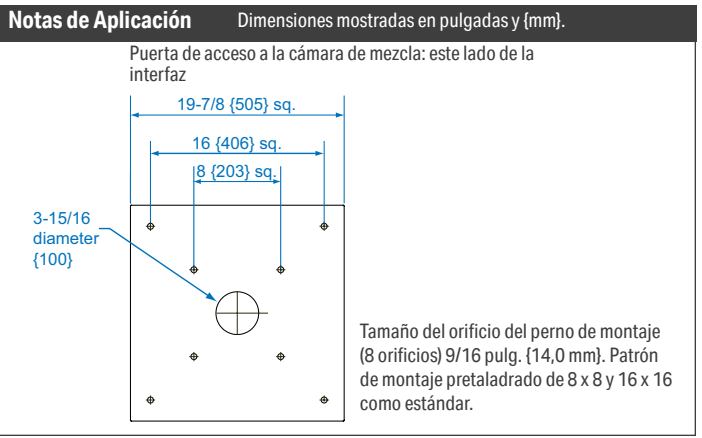 Notas de Aplicación Dimensiones mostradas en pulgadas y {mm}.
Puerta de acceso a la cámara de mezcla: este lado de la
interfaz
19-7/8 {505} sq.
16 {406} sq.
8 {203} sq.
3-15/16
diameter
{100}
Tamaño del orificio del perno de montaje
(8 orificios) 9/16 pulg. {14,0 mm}. Patrón
de montaje pretaladrado de 8 x 8 y 16 x 16
como estándar.